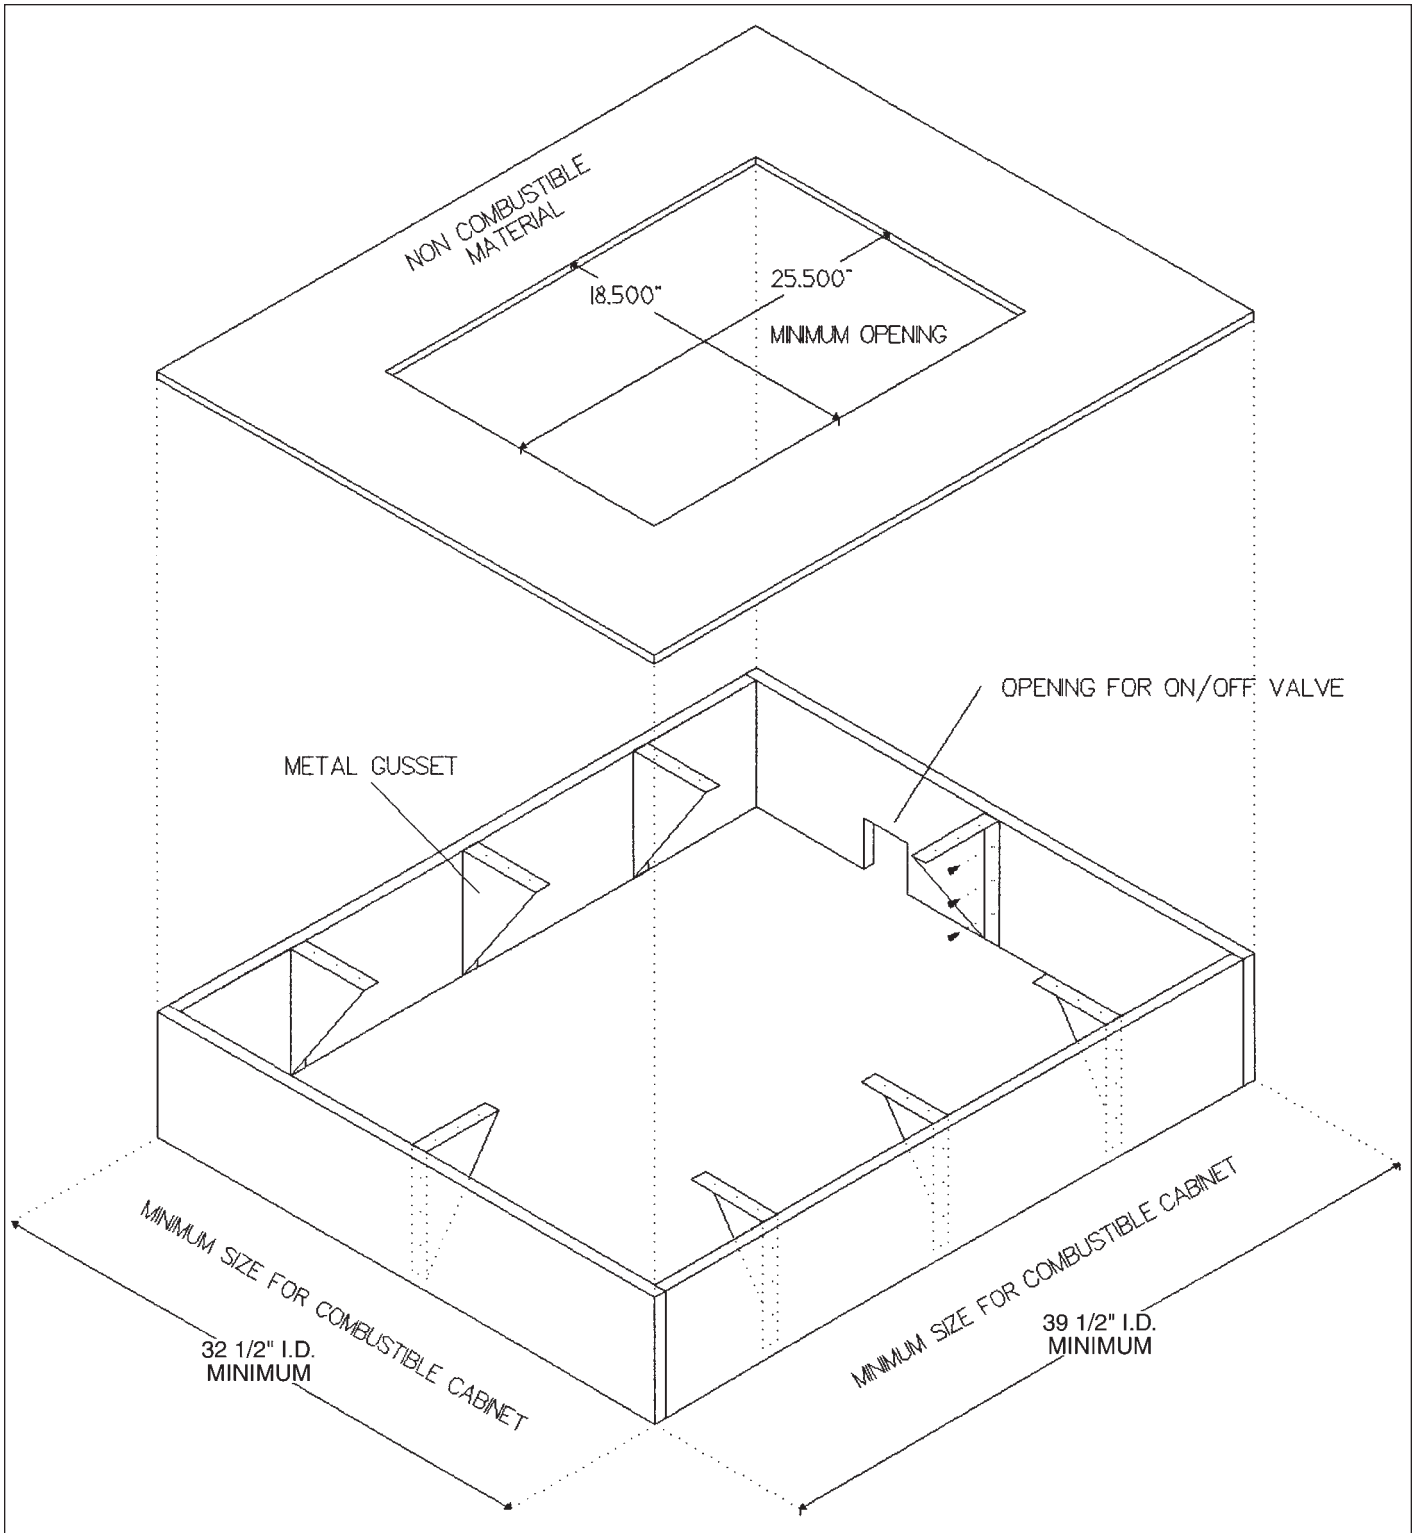 NON COMBUSTIBLE
MATERIAL
18.500"
25.500"
MINIMUM OPENING
OPENING FOR ON/OFF VALVE
METAL GUSSET
MINIMUM SIZE FOR COMBUSTIBLE CABINET
32 1/2" I.D.
MINIMUM
MINIMUM SIZE FOR COMBUSTIBLE CABINET
39 1/2" I.D.
MINIMUM